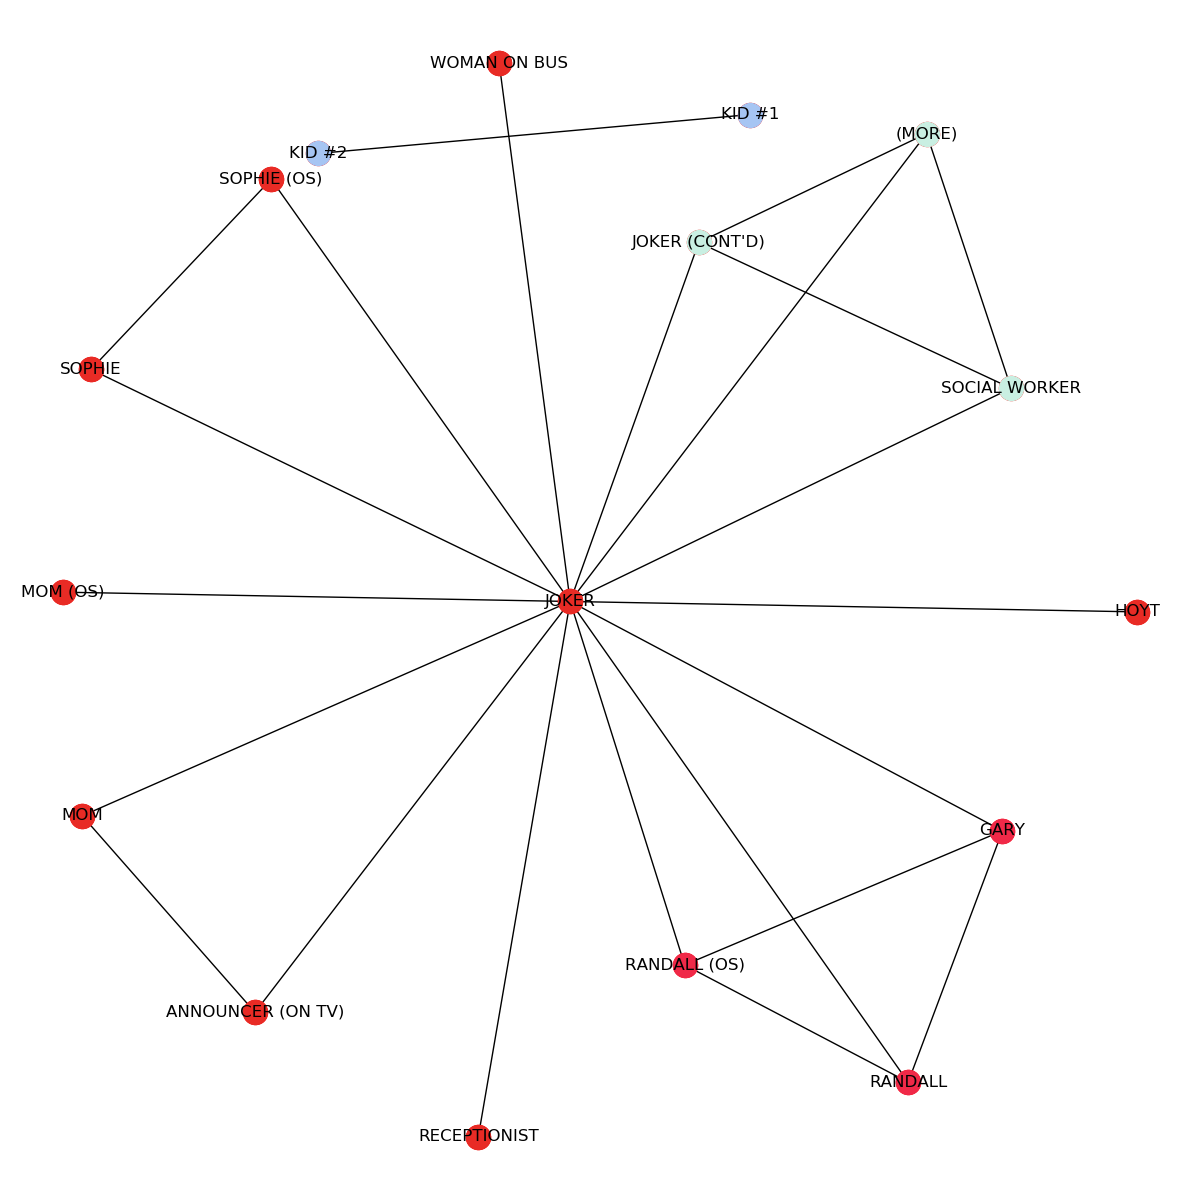 WOMAN ON BUS
KID #1
(MORE)
KID #2
SOPHIE (OS)
JOKER (CONT'D)
SOPHIE
SOCIAL WORKER
MOM (OS)
JOKER
HOYT
MOM
GARY
RANDALL (OS)
ANNOUNCER (ON TV)
RANDALL
RECEPTIONIST